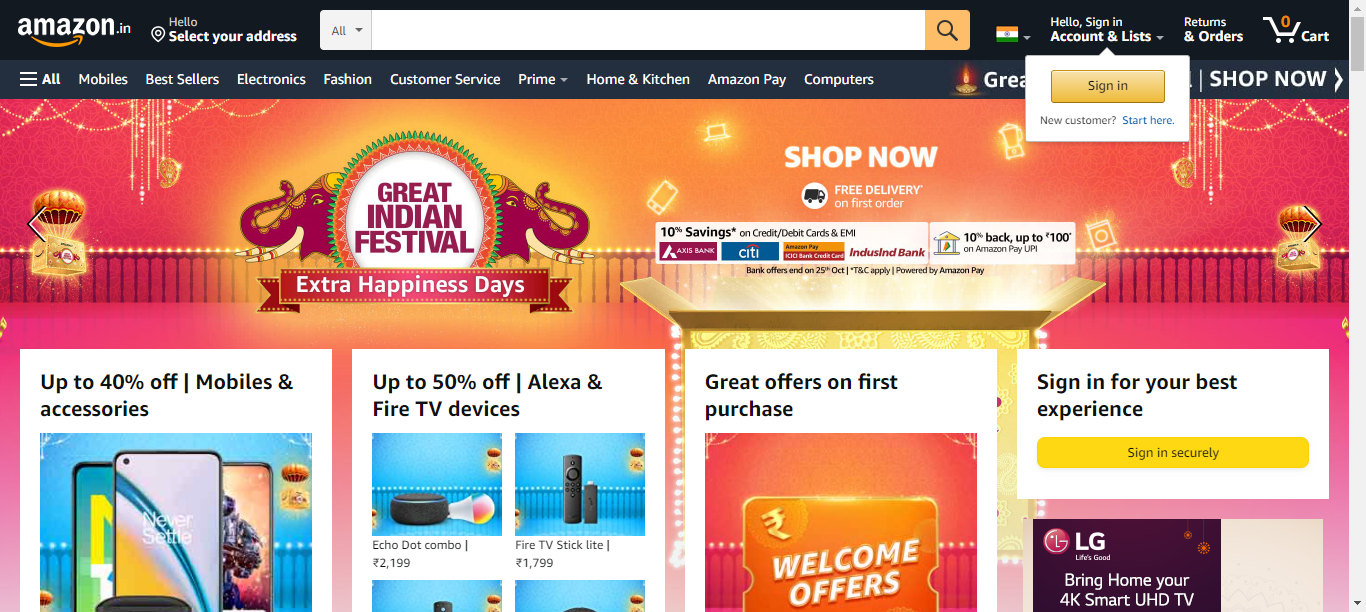 amazon.in
Hello
Select your address
All
Hello, Sign in
Account & Lists
Returns
& Orders
0
Cart
All
Mobiles
Best Sellers
Electronics
Fashion
Customer Service
Prime
Home & Kitchen
Amazon Pay
Computers
SHOP NOW
Sign in
New customer? Start here.
GREAT
INDIAN
FESTIVAL
Extra Happiness Days
SHOP NOW
FREE DELIVERY*
on first order
10% Savings* on Credit/Debit Cards & EMI
AXIS BANK
citi
Amazon Pay
ICICI Bank Credit Card
IndusInd Bank
10% back, up to ₹100*
on Amazon Pay UPI
Bank offers end on 25th Oct | *T&C apply | Powered by Amazon Pay
Up to 40% off | Mobiles &
accessories
Never
Settle
Up to 50% off | Alexa &
Fire TV devices
Echo Dot combo |
₹2,199
Fire TV Stick lite |
₹1,799
Great offers on first
purchase
WELCOME
OFFERS
Sign in for your best
experience
Sign in securely
LG
Life's Good
Bring Home your
4K Smart UHD TV